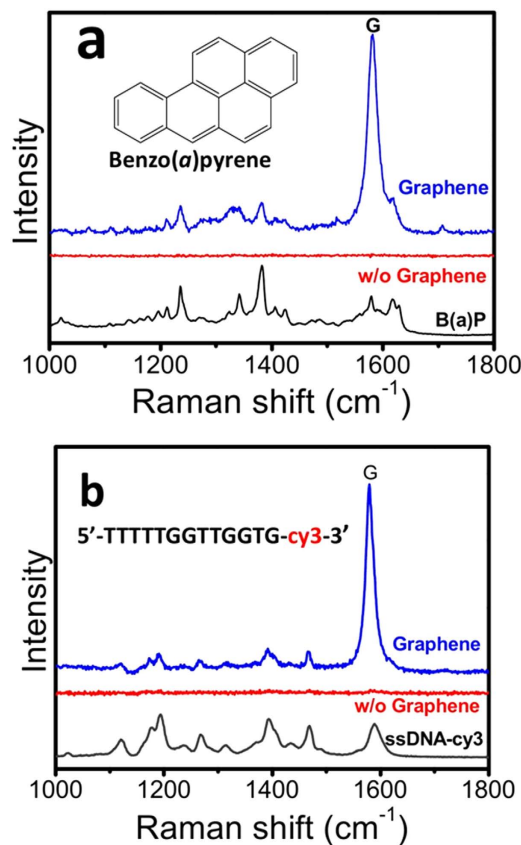 a
G
Benzo(a)pyrene
Graphene
w/o Graphene
B(a)P
Intensity
1000 1200 1400 1600 1800
Raman shift (cm-1)
b
G
5’-TTTTTGGTTGGTG-cy3-3’
Graphene
w/o Graphene
ssDNA-cy3
Intensity
1000 1200 1400 1600 1800
Raman shift (cm-1)